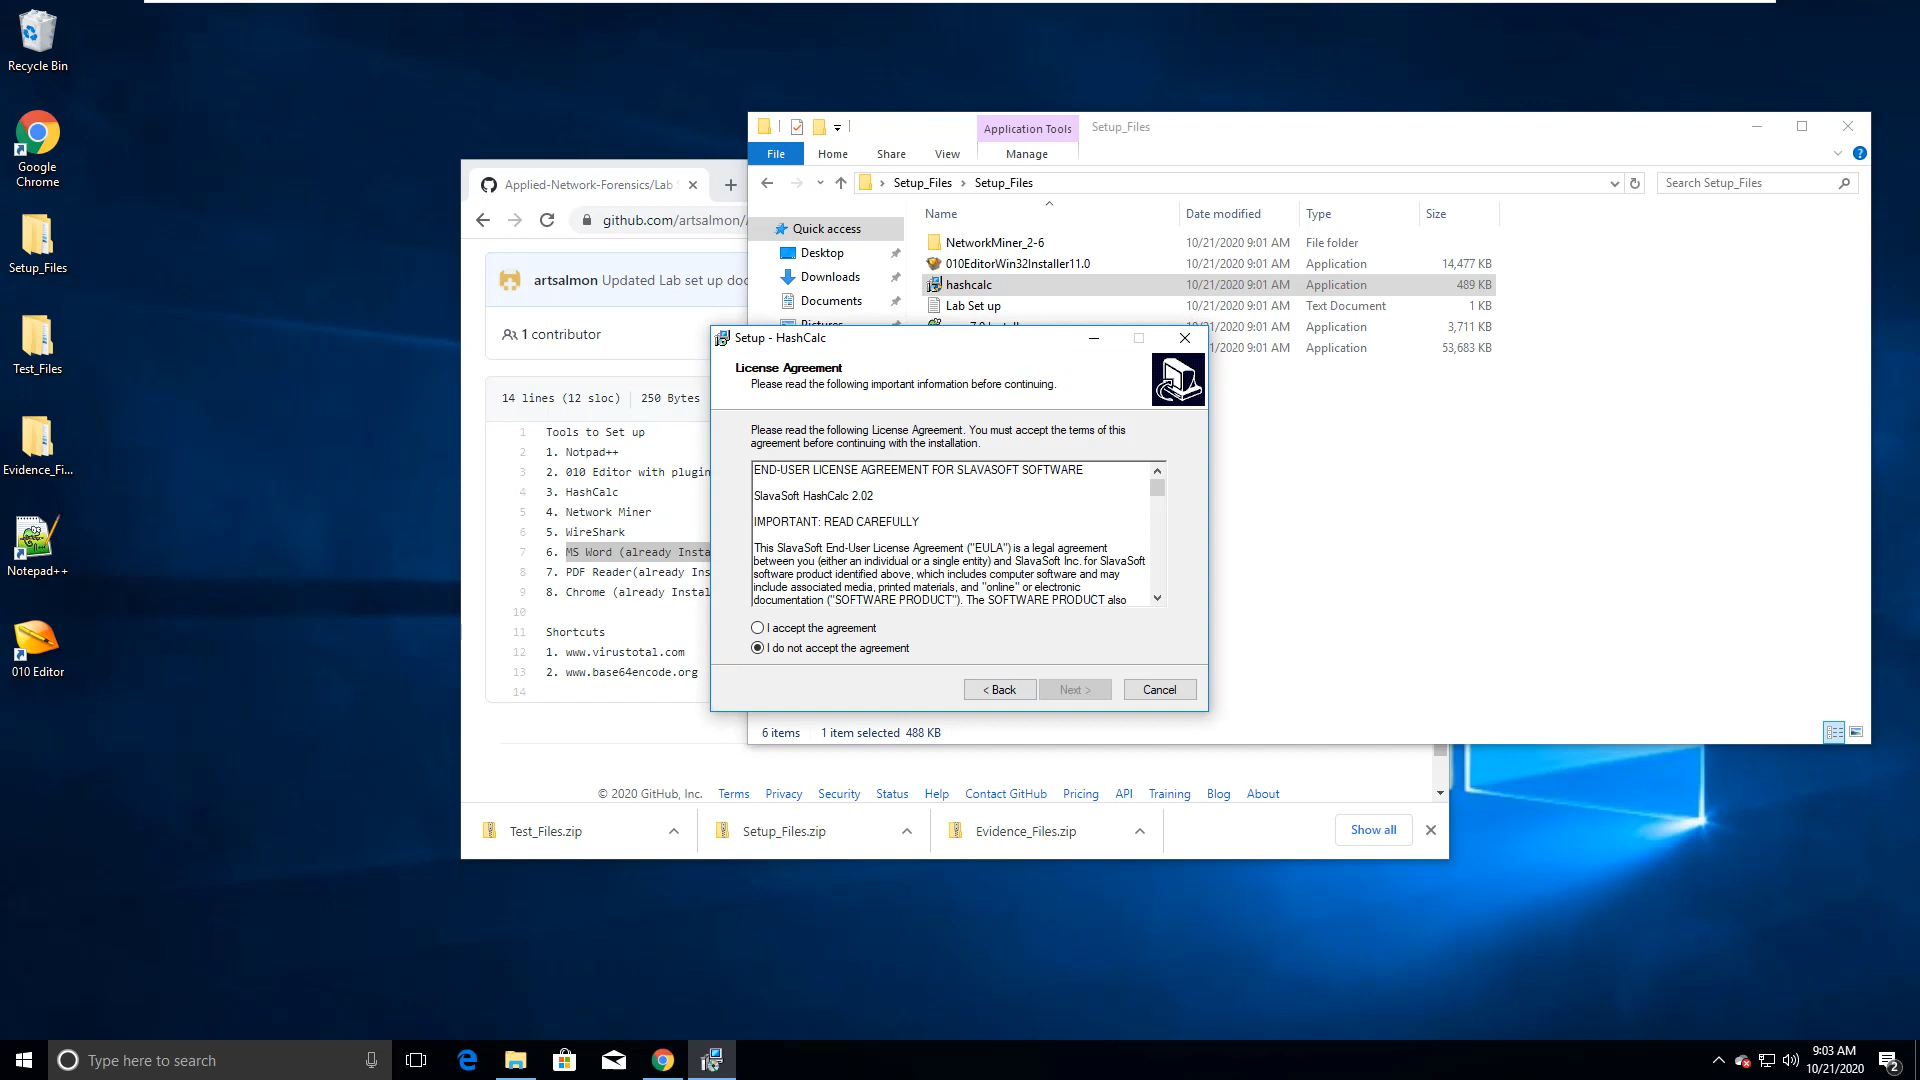 Recycle Bin
Google
Chrome
Setup_Files
Test_Files
Evidence_Fi...
Notepad++
010 Editor
Applied-Network-Forensics/Lab S
github.com/artsalmon/
artsalmon Updated Lab set up doc
1 contributor
14 lines (12 sloc) 250 Bytes
1 Tools to Set up
2 1. Notpad++
3 2. 010 Editor with plugin
4 3. HashCalc
5 4. Network Miner
6 5. WireShark
7 6. MS Word (already Insta
8 7. PDF Reader(already Ins
9 8. Chrome (already Instal
10
11 Shortcuts
12 1. www.virustotal.com
13 2. www.base64encode.org
14
© 2020 GitHub, Inc. Terms Privacy Security Status Help Contact GitHub Pricing API Training Blog About
Test_Files.zip
Setup_Files.zip
Evidence_Files.zip
Show all
Application Tools Setup_Files
File Home Share View Manage
Setup_Files › Setup_Files
Search Setup_Files
Name Date modified Type Size
Quick access
Desktop
Downloads
Documents
Pictures
NetworkMiner_2-6 10/21/2020 9:01 AM File folder
010EditorWin32Installer11.0 10/21/2020 9:01 AM Application 14,477 KB
hashcalc 10/21/2020 9:01 AM Application 489 KB
Lab Set up 10/21/2020 9:01 AM Text Document 1 KB
10/21/2020 9:01 AM Application 3,711 KB
1/2020 9:01 AM Application 53,683 KB
6 items 1 item selected 488 KB
Setup - HashCalc
License Agreement
Please read the following important information before continuing.
Please read the following License Agreement. You must accept the terms of this
agreement before continuing with the installation.
END-USER LICENSE AGREEMENT FOR SLAVASOFT SOFTWARE
SlavaSoft HashCalc 2.02
IMPORTANT: READ CAREFULLY
This SlavaSoft End-User License Agreement ("EULA") is a legal agreement
between you (either an individual or a single entity) and SlavaSoft Inc. for SlavaSoft
software product identified above, which includes computer software and may
include associated media, printed materials, and "online" or electronic
documentation ("SOFTWARE PRODUCT"). The SOFTWARE PRODUCT also
I accept the agreement
I do not accept the agreement
< Back
Next >
Cancel
Type here to search
9:03 AM
10/21/2020
2